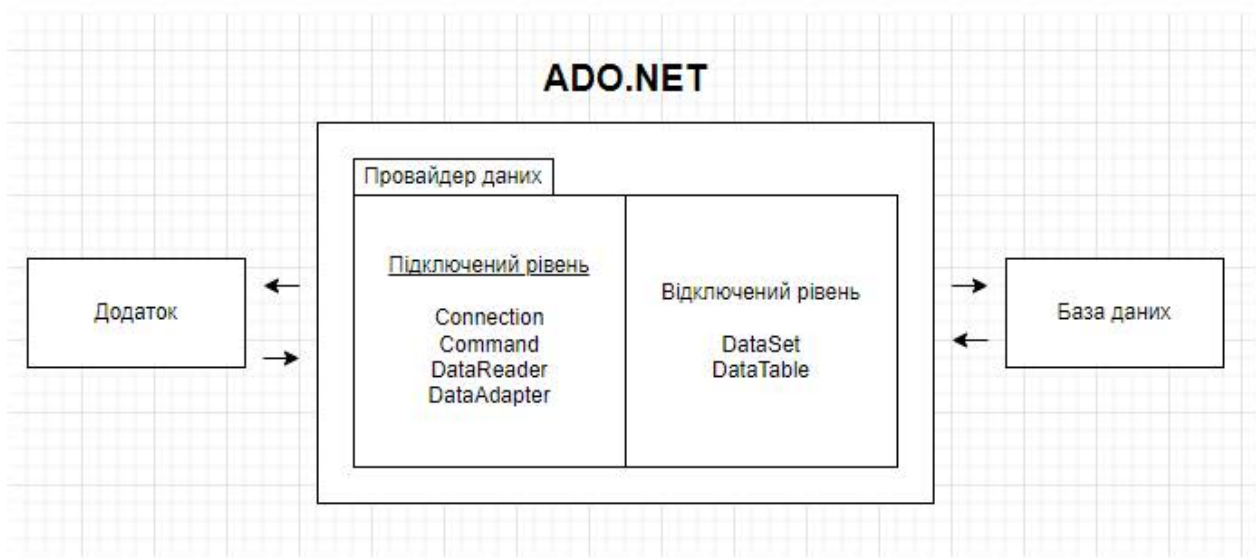 ADO.NET
Провайдер даних
Додаток
Підключений рівень
Connection
Command
DataReader
DataAdapter
Відключений рівень
DataSet
DataTable
База даних